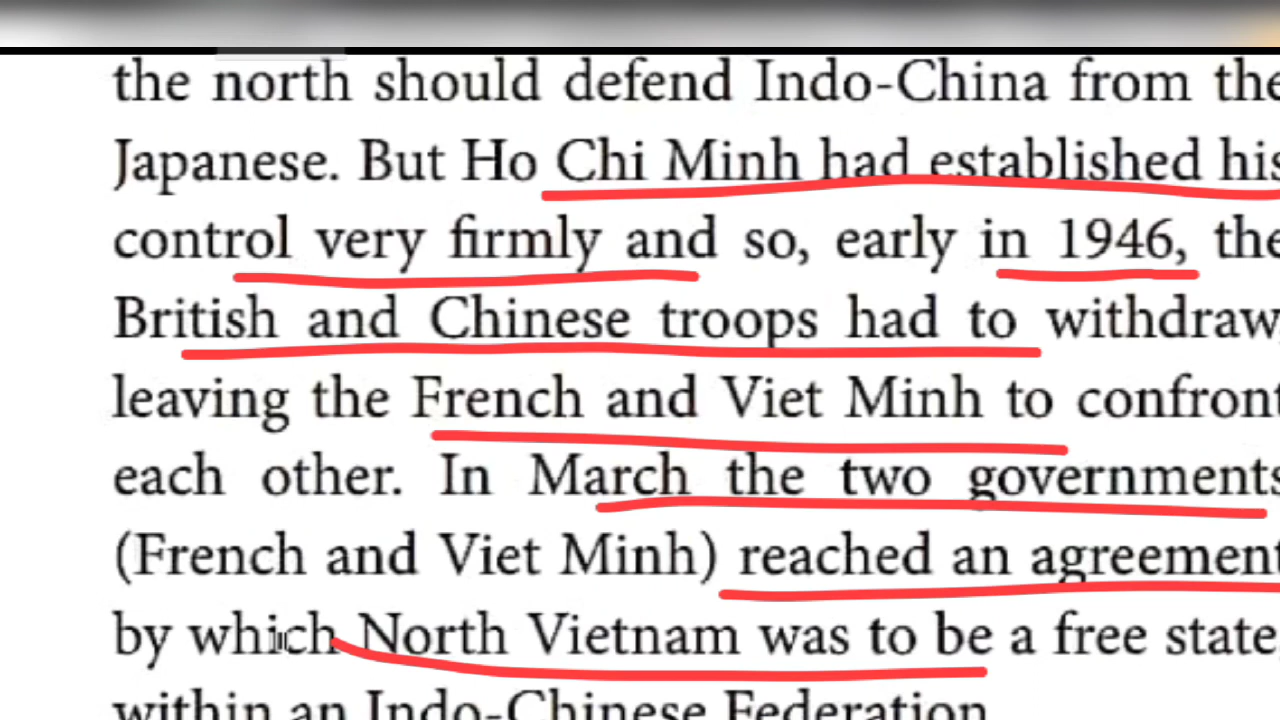 the north should defend Indo-China from the
Japanese. But Ho Chi Minh had established his
control very firmly and so, early in 1946, the
British and Chinese troops had to withdraw,
leaving the French and Viet Minh to confront
each other. In March the two governments
(French and Viet Minh) reached an agreement
by which North Vietnam was to be a free state,
within an Indo-Chinese Federation.